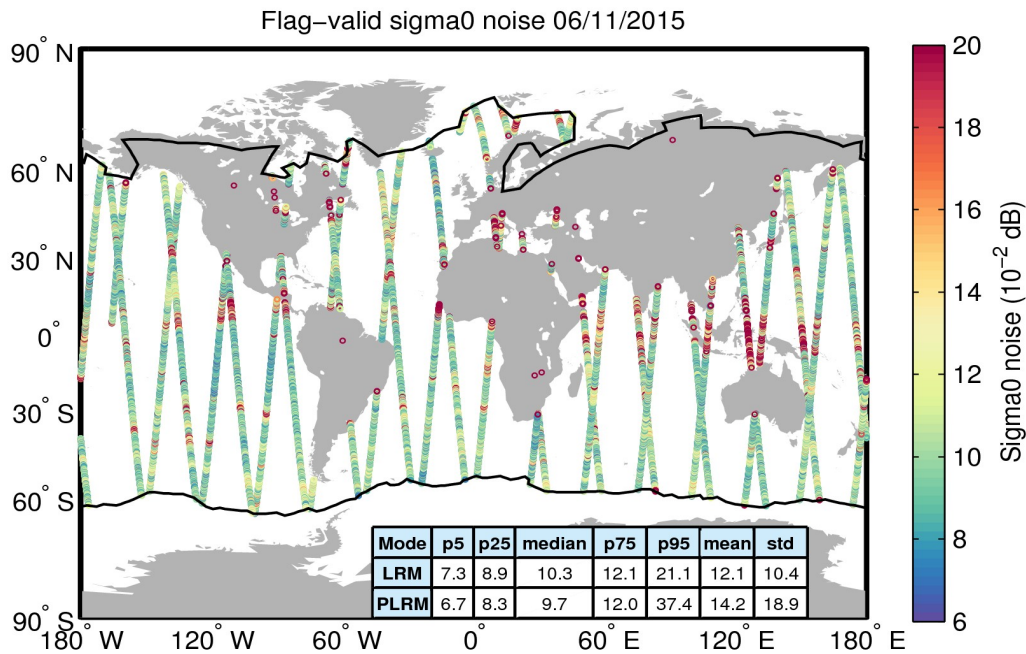 Flag−valid sigma0 noise 06/11/2015
90° N
60° N
30° N
0°
30° S
60° S
90° S
180° W
120° W
60° W
0°
60° E
120° E
180° E
Mode p5 p25 median p75 p95 mean std
LRM 7.3 8.9 10.3 12.1 21.1 12.1 10.4
PLRM 6.7 8.3 9.7 12.0 37.4 14.2 18.9
20
18
16
14
12
10
8
6
Sigma0 noise (10⁻² dB)